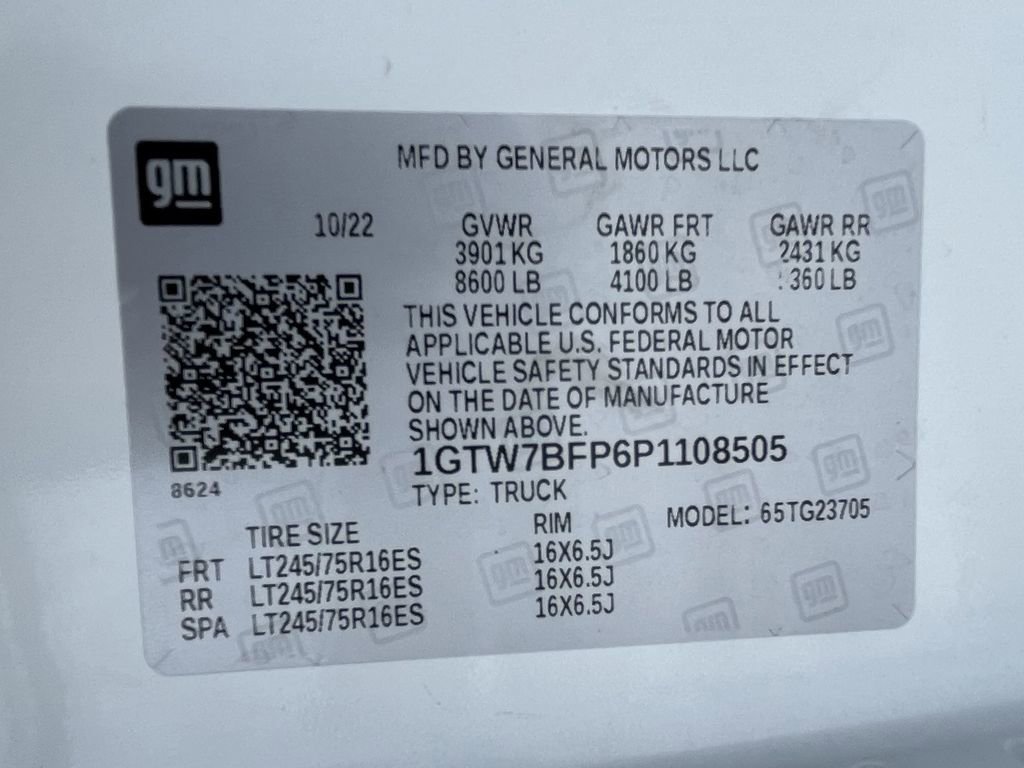 gm
MFD BY GENERAL MOTORS LLC
10/22 GVWR GAWR FRT GAWR RR
3901 KG 1860 KG 2431 KG
8600 LB 4100 LB 360 LB
THIS VEHICLE CONFORMS TO ALL
APPLICABLE U.S. FEDERAL MOTOR
VEHICLE SAFETY STANDARDS IN EFFECT
ON THE DATE OF MANUFACTURE
SHOWN ABOVE.
1GTW7BFP6P1108505
8624
TYPE: TRUCK
TIRE SIZE RIM MODEL: 65TG23705
FRT LT245/75R16ES 16X6.5J
RR LT245/75R16ES 16X6.5J
SPA LT245/75R16ES 16X6.5J